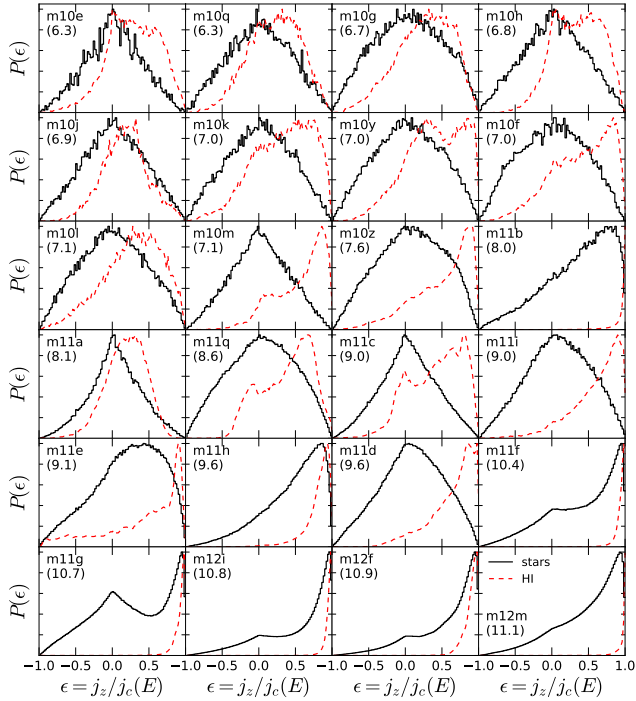 m10e
(6.3)
m10q
(6.3)
m10g
(6.7)
m10h
(6.8)
P(ϵ)
m10j
(6.9)
m10k
(7.0)
m10y
(7.0)
m10f
(7.0)
P(ϵ)
m10l
(7.1)
m10m
(7.1)
m10z
(7.6)
m11b
(8.0)
P(ϵ)
m11a
(8.1)
m11q
(8.6)
m11c
(9.0)
m11i
(9.0)
P(ϵ)
m11e
(9.1)
m11h
(9.6)
m11d
(9.6)
m11f
(10.4)
P(ϵ)
m11g
(10.7)
m12i
(10.8)
m12f
(10.9)
stars
HI
m12m
(11.1)
P(ϵ)
−1.0 −0.5 0.0 0.5 −1.0 −0.5 0.0 0.5 −1.0 −0.5 0.0 0.5 −1.0 −0.5 0.0 0.5 1.0
ϵ = j_z/j_c(E) ϵ = j_z/j_c(E) ϵ = j_z/j_c(E) ϵ = j_z/j_c(E)